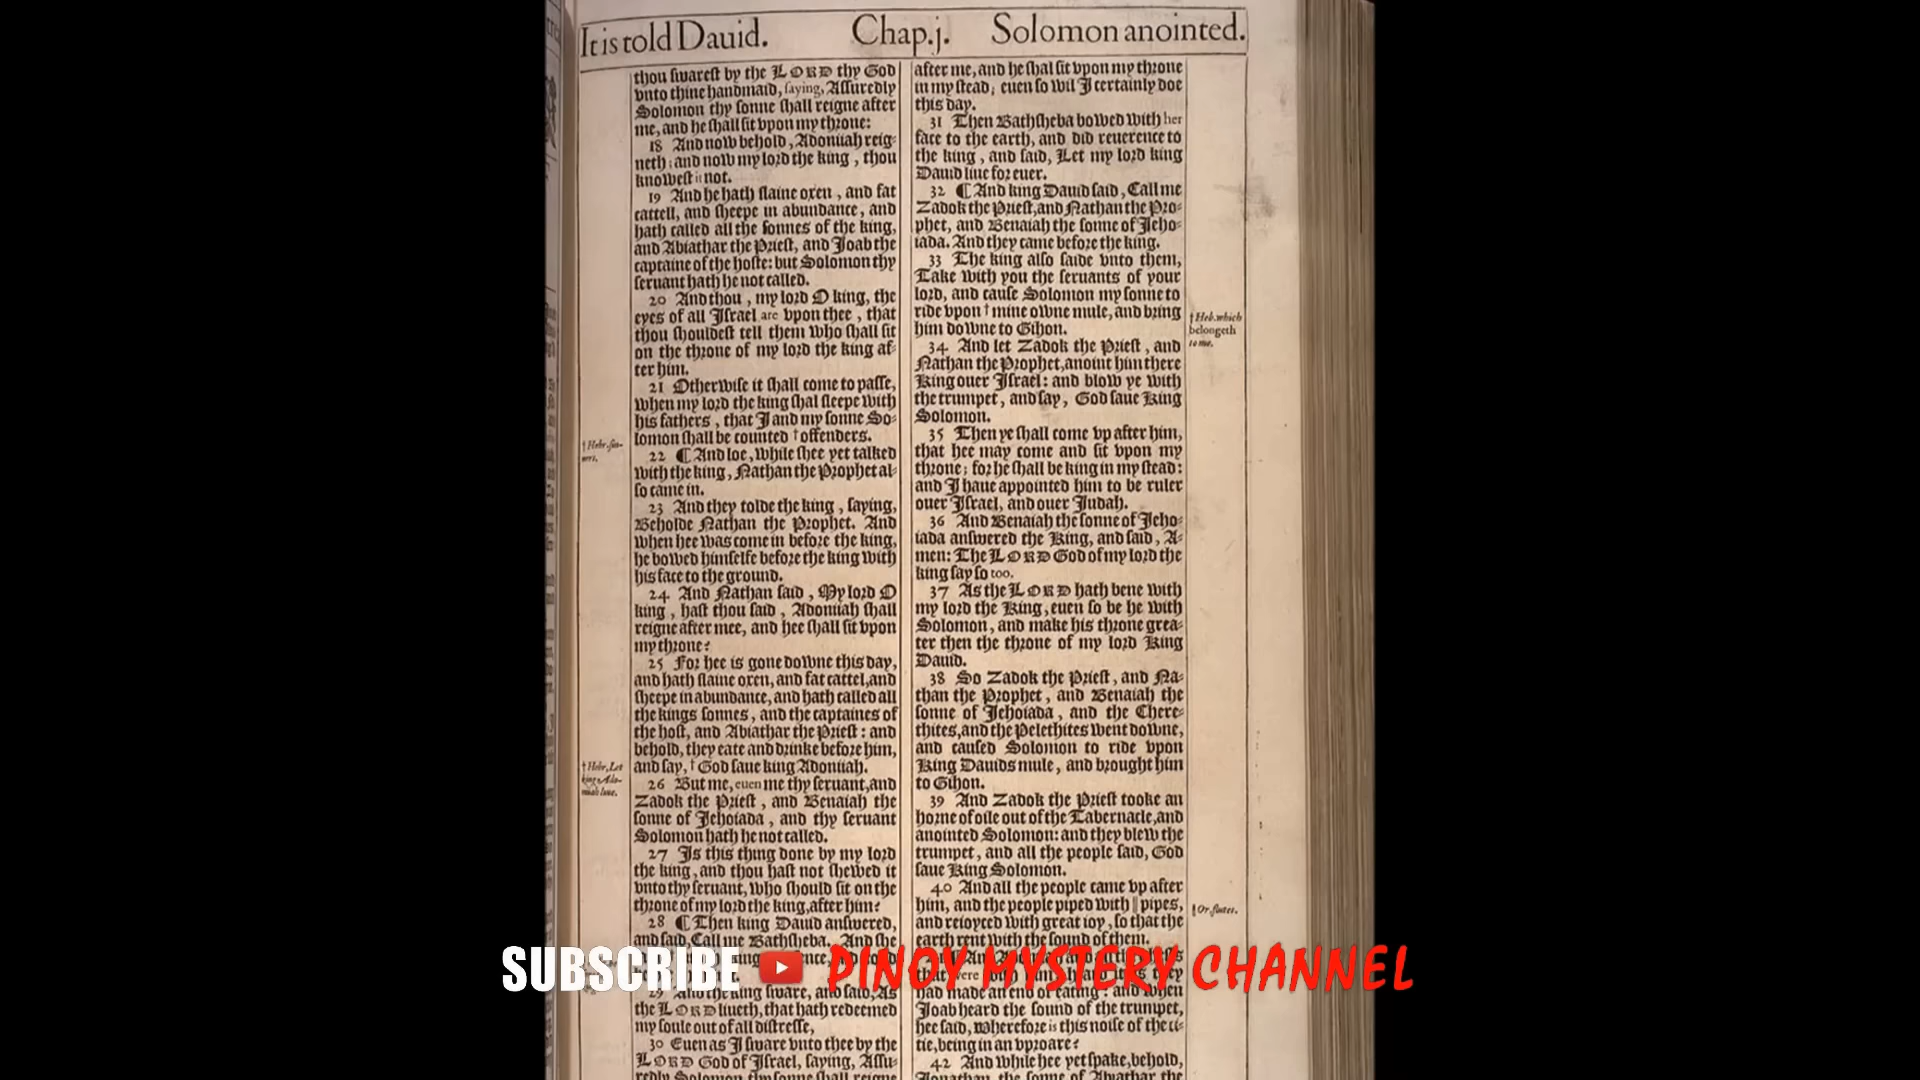 It is told Dauid. Chap.j. Solomon anointed.
thou swarest by the LORD thy God
vnto thine handmaid, saying, Assuredly
Solomon thy sonne shall reigne after
me, and he shall sit vpon my throne:
18 And now behold, Adoniiah reig-
neth; and now my lord the king, thou
knowest it not.
19 And he hath slaine oxen, and fat
cattell, and sheepe in abundance, and
hath called all the sonnes of the king,
and Abiathar the Priest, and Joab the
captaine of the hoste: but Solomon thy
seruant hath he not called.
20 And thou, my lord O king, the
eyes of all Israel are vpon thee, that
thou shouldest tell them who shall sit
on the throne of my lord the king af-
ter him.
21 Otherwise it shall come to passe,
when my lord the king shal sleepe with
his fathers, that I and my sonne So-
lomon shall be counted †offenders.
22 ¶ And loe, while shee yet talked
with the king, Nathan the Prophet al-
so came in.
23 And they tolde the king, saying,
Beholde Nathan the Prophet. And
when hee was come in before the king,
he bowed himselfe before the king with
his face to the ground.
24 And Nathan said, My lord O
king, hast thou said, Adoniiah shall
reigne after mee, and hee shall sit vpon
my throne?
25 For hee is gone downe this day,
and hath slaine oxen, and fat cattel, and
sheepe in abundance, and hath called all
the kings sonnes, and the captaines of
the host, and Abiathar the Priest: and
behold, they eate and drinke before him,
and say, †God saue king Adoniiah.
26 But me, euen me thy seruant, and
Zadok the Priest, and Benaiah the
sonne of Jehoiada, and thy seruant
Solomon hath he not called.
27 Is this thing done by my lord
the king, and thou hast not shewed it
vnto thy seruant, who should sit on the
throne of my lord the king, after him?
28 ¶ Then king Dauid answered,
and said, Call me Bathsheba. And she
29 And the king sware, and said, As
the LORD liueth, that hath redeemed
my soule out of all distresse,
30 Euen as I sware vnto thee by the
LORD God of Israel, saying, Assu-
redly Solomon thy sonne shall reigne
† Hebr. sin-
ners.
† Hebr. Let
king Ado-
niiah liue.
after me, and he shal sit vpon my throne
in my stead; euen so wil I certainly doe
this day.
31 Then Bathsheba bowed with her
face to the earth, and did reuerence to
the king, and said, Let my lord king
Dauid liue for euer.
32 ¶ And king Dauid said, Call me
Zadok the Priest, and Nathan the Pro-
phet, and Benaiah the sonne of Jeho-
iada. And they came before the king.
33 The king also saide vnto them,
Take with you the seruants of your
lord, and cause Solomon my sonne to
ride vpon †mine owne mule, and bring
him downe to Gihon.
34 And let Zadok the Priest, and
Nathan the Prophet, anoint him there
King ouer Israel: and blow ye with
the trumpet, and say, God saue King
Solomon.
35 Then ye shall come vp after him,
that hee may come and sit vpon my
throne; for he shall be king in my stead:
and I haue appointed him to be ruler
ouer Israel, and ouer Judah.
36 And Benaiah the sonne of Jeho-
iada answered the King, and said, A-
men: The LORD God of my lord the
king say so too.
37 As the LORD hath bene with
my lord the King, euen so be he with
Solomon, and make his throne grea-
ter then the throne of my lord King
Dauid.
38 So Zadok the Priest, and Na-
than the Prophet, and Benaiah the
sonne of Jehoiada, and the Chere-
thites, and the Pelethites went downe,
and caused Solomon to ride vpon
King Dauids mule, and brought him
to Gihon.
39 And Zadok the Priest tooke an
horne of oile out of the Tabernacle, and
anointed Solomon: and they blew the
trumpet, and all the people said, God
saue King Solomon.
40 And all the people came vp after
him, and the people piped with ‖pipes,
and reioyced with great ioy, so that the
earth rent with the sound of them.
had made an end of eating: and when
Joab heard the sound of the trumpet,
hee said, Wherefore is this noise of the ci-
tie, being in an vproare?
42 And while hee yet spake, behold,
Jonathan the sonne of Abiathar the
† Heb. which
belongeth
to me.
‖ Or, flutes.
SUBSCRIBE PINOY MYSTERY CHANNEL